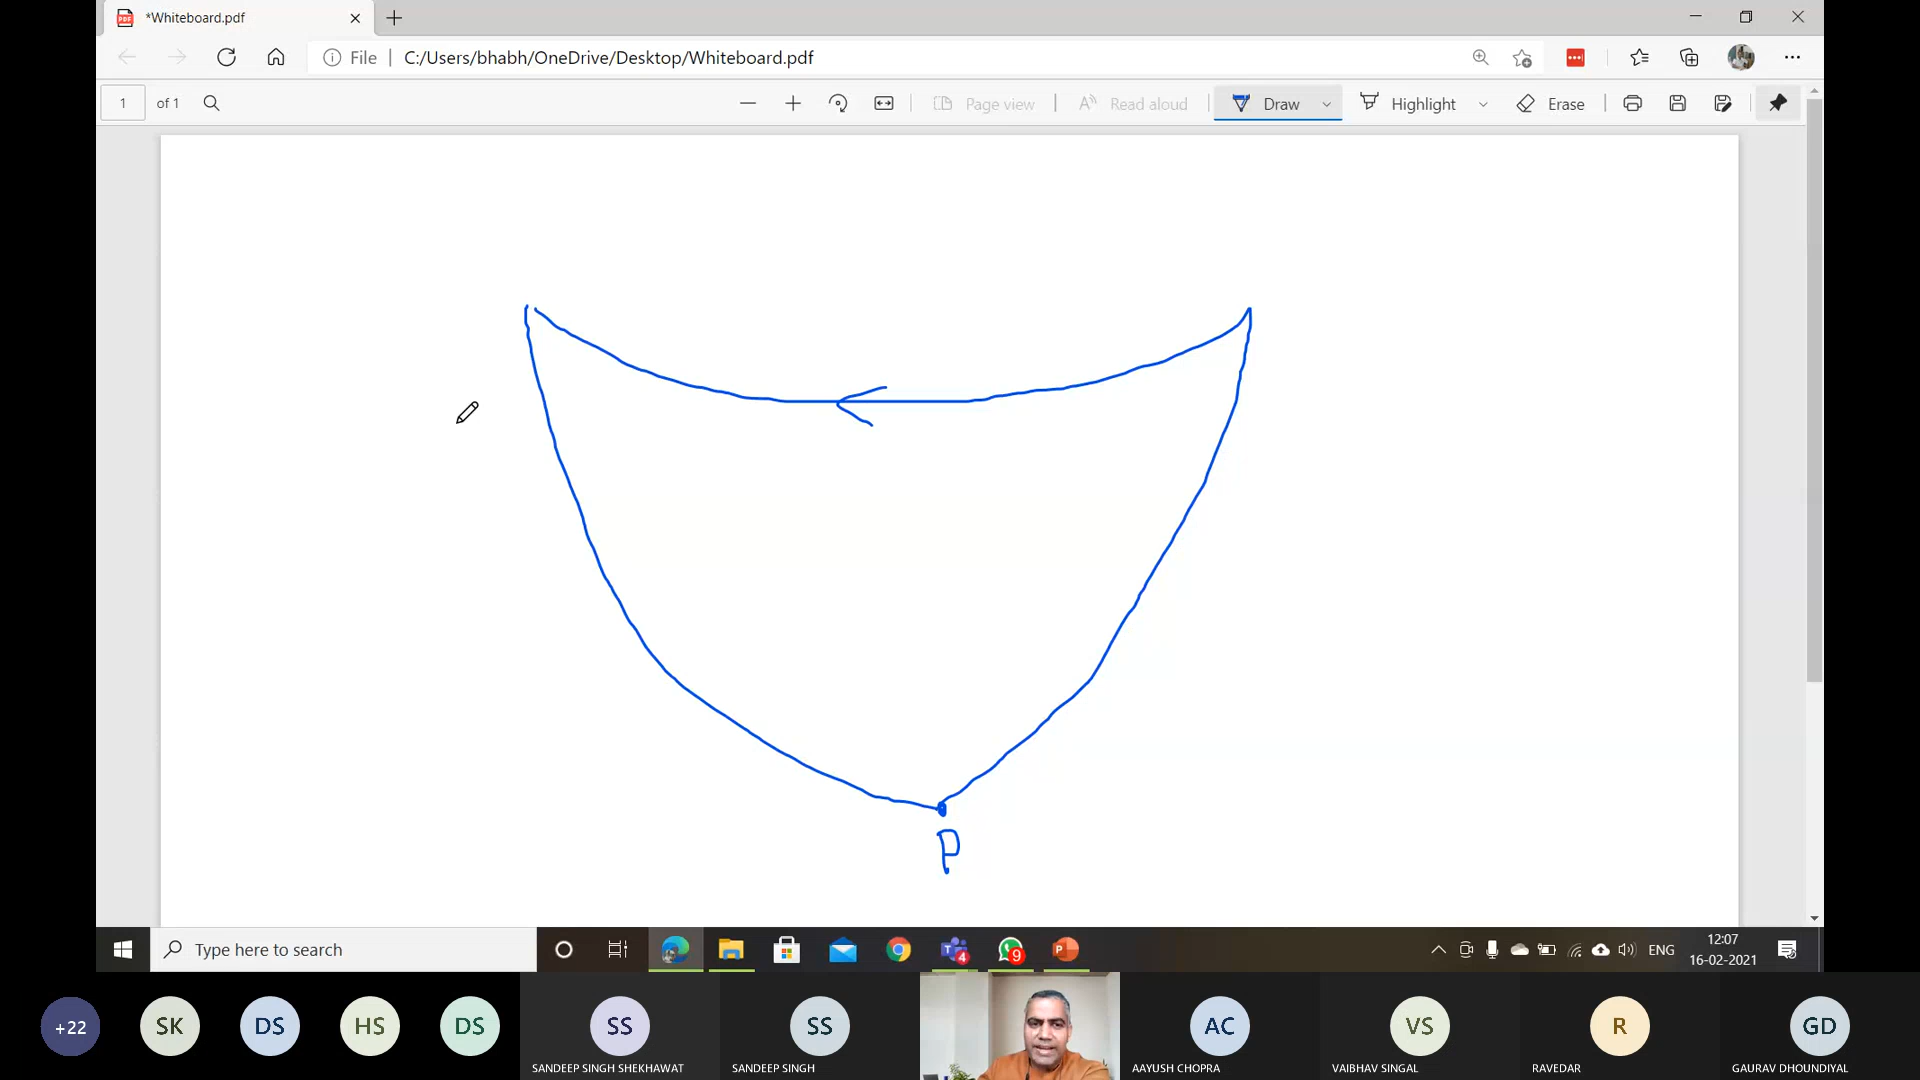 *Whiteboard.pdf
File C:/Users/bhabh/OneDrive/Desktop/Whiteboard.pdf
1 of 1 Page view Read aloud Draw Highlight Erase
P
Type here to search 4 9 ENG 12:07
16-02-2021
+22 SK DS HS DS SS SS AC VS R GD
SANDEEP SINGH SHEKHAWAT SANDEEP SINGH AAYUSH CHOPRA VAIBHAV SINGAL RAVEDAR GAURAV DHOUNDIYAL